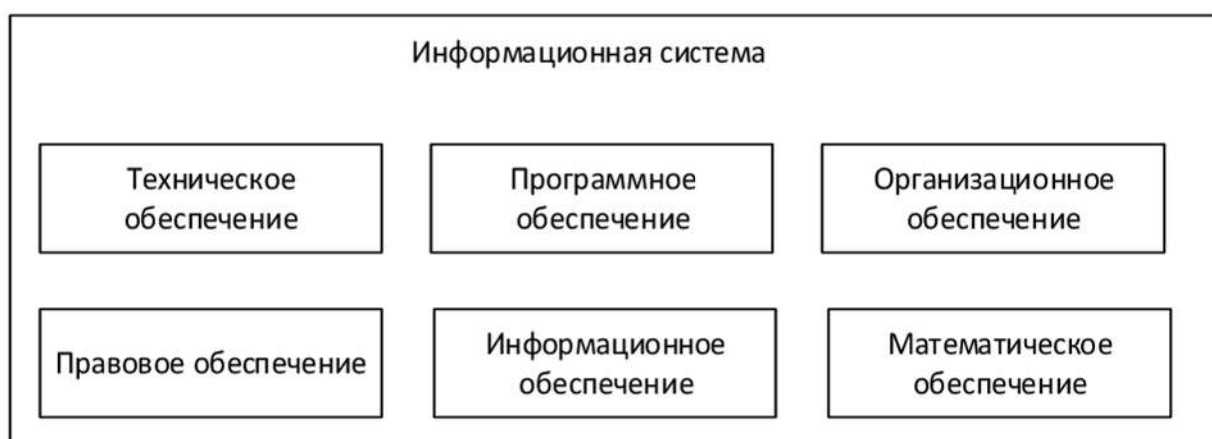 Информационная система
Техническое
обеспечение
Программное
обеспечение
Организационное
обеспечение
Правовое обеспечение
Информационное
обеспечение
Математическое
обеспечение